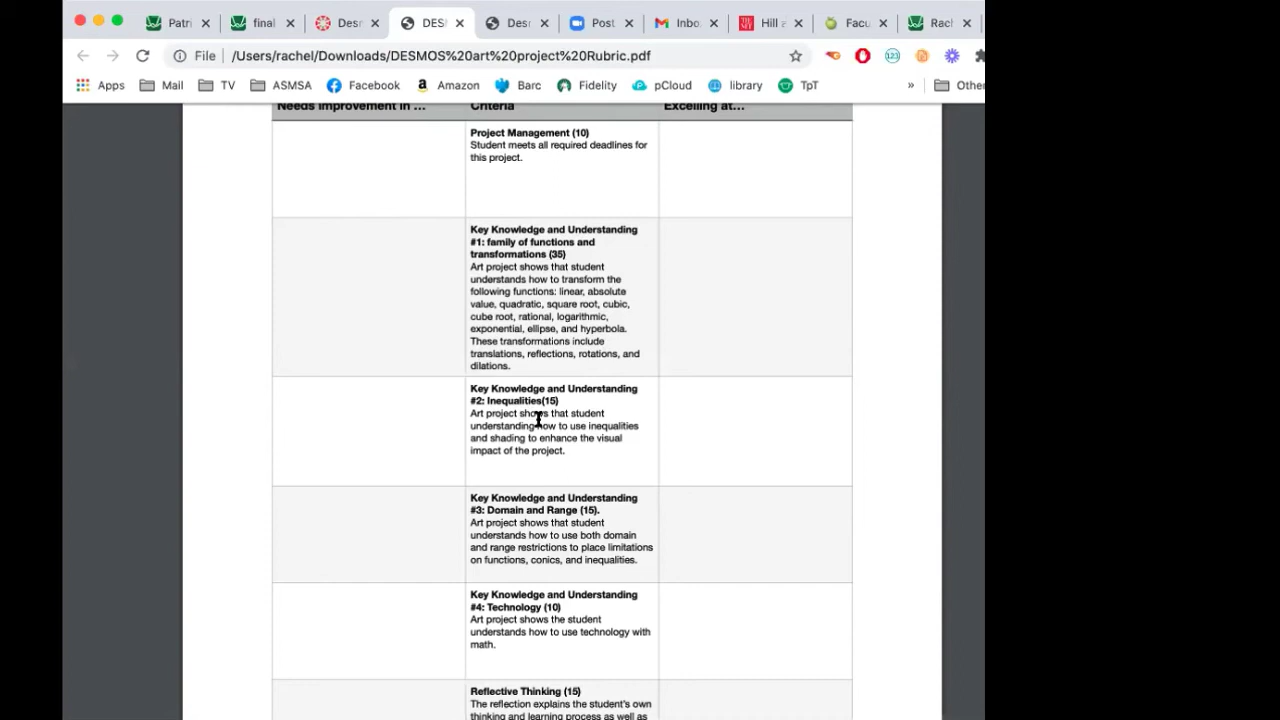 Patri
final
Desr
DES
Desr
Post
Inbo
Hill
Facu
Rach
File
/Users/rachel/Downloads/DESMOS%20art%20project%20Rubric.pdf
Apps
Mail
TV
ASMSA
Facebook
Amazon
Barc
Fidelity
pCloud
library
TpT
»
Other
Needs Improvement in ...
Criteria
Excelling at...
Project Management (10)
Student meets all required deadlines for
this project.
Key Knowledge and Understanding
#1: family of functions and
transformations (35)
Art project shows that student
understands how to transform the
following functions: linear, absolute
value, quadratic, square root, cubic,
cube root, rational, logarithmic,
exponential, ellipse, and hyperbola.
These transformations include
translations, reflections, rotations, and
dilations.
Key Knowledge and Understanding
#2: Inequalities(15)
Art project shows that student
understanding how to use inequalities
and shading to enhance the visual
impact of the project.
Key Knowledge and Understanding
#3: Domain and Range (15).
Art project shows that student
understands how to use both domain
and range restrictions to place limitations
on functions, conics, and inequalities.
Key Knowledge and Understanding
#4: Technology (10)
Art project shows the student
understands how to use technology with
math.
Reflective Thinking (15)
The reflection explains the student's own
thinking and learning process as well as